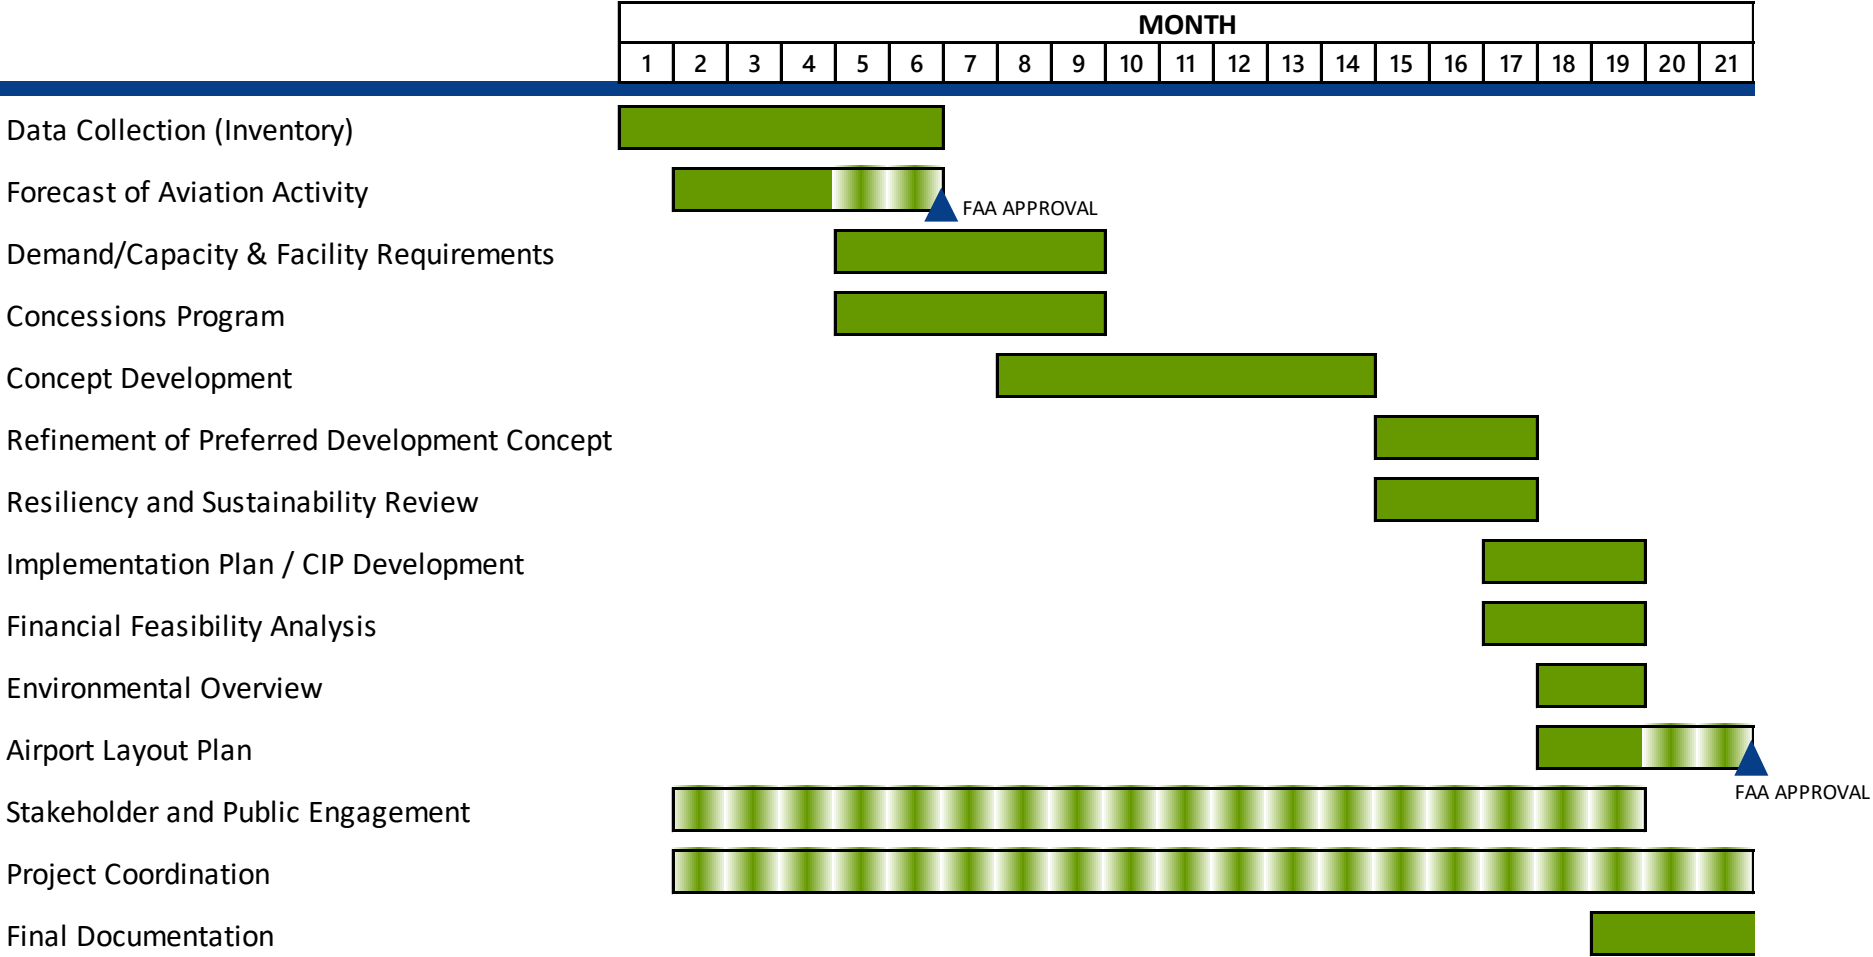 MONTH
1 2 3 4 5 6 7 8 9 10 11 12 13 14 15 16 17 18 19 20 21
Data Collection (Inventory)
Forecast of Aviation Activity
FAA APPROVAL
Demand/Capacity & Facility Requirements
Concessions Program
Concept Development
Refinement of Preferred Development Concept
Resiliency and Sustainability Review
Implementation Plan / CIP Development
Financial Feasibility Analysis
Environmental Overview
Airport Layout Plan
FAA APPROVAL
Stakeholder and Public Engagement
Project Coordination
Final Documentation